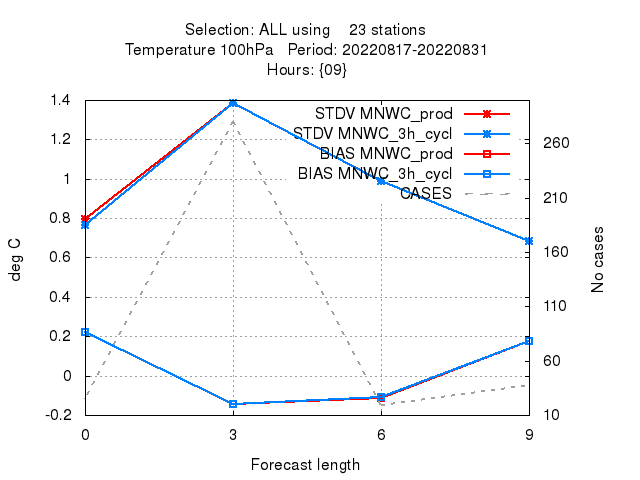 Selection: ALL using 23 stations
Temperature 100hPa Period: 20220817-20220831
Hours: {09}
1.4
1.2
1
0.8
0.6
0.4
0.2
0
-0.2
deg C
STDV MNWC_prod
STDV MNWC_3h_cycl
BIAS MNWC_prod
BIAS MNWC_3h_cycl
CASES
260
210
160
110
60
10
No cases
0 3 6 9
Forecast length